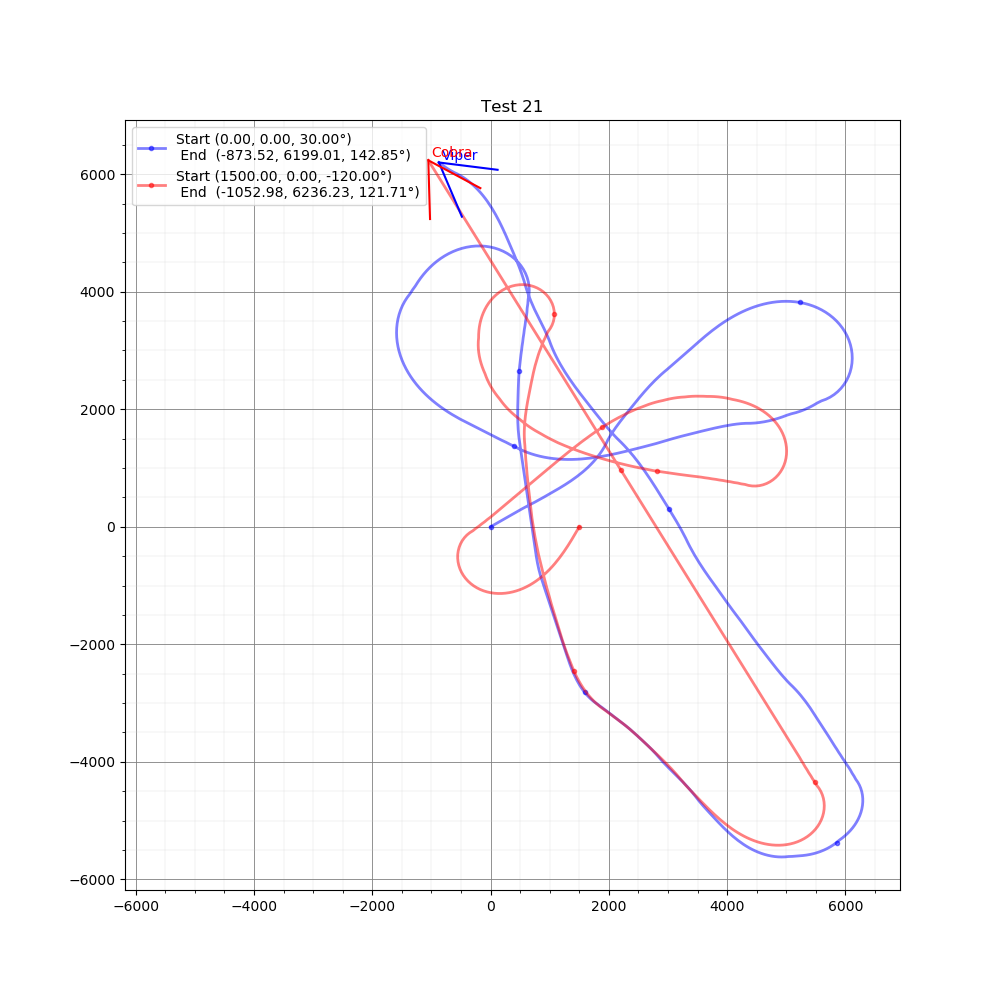 Test 21
Start (0.00, 0.00, 30.00°)
End (-873.52, 6199.01, 142.85°)
Start (1500.00, 0.00, -120.00°)
End (-1052.98, 6236.23, 121.71°)
Cobra
Viper
6000
4000
2000
0
−2000
−4000
−6000
−6000 −4000 −2000 0 2000 4000 6000